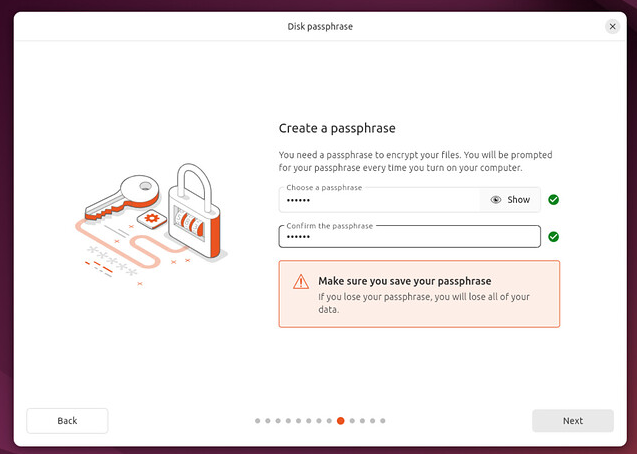 Disk passphrase
Create a passphrase
You need a passphrase to encrypt your files. You will be prompted
for your passphrase every time you turn on your computer.
Choose a passphrase
••••••
Show
Confirm the passphrase
••••••
Make sure you save your passphrase
If you lose your passphrase, you will lose all of your
data.
Back
Next